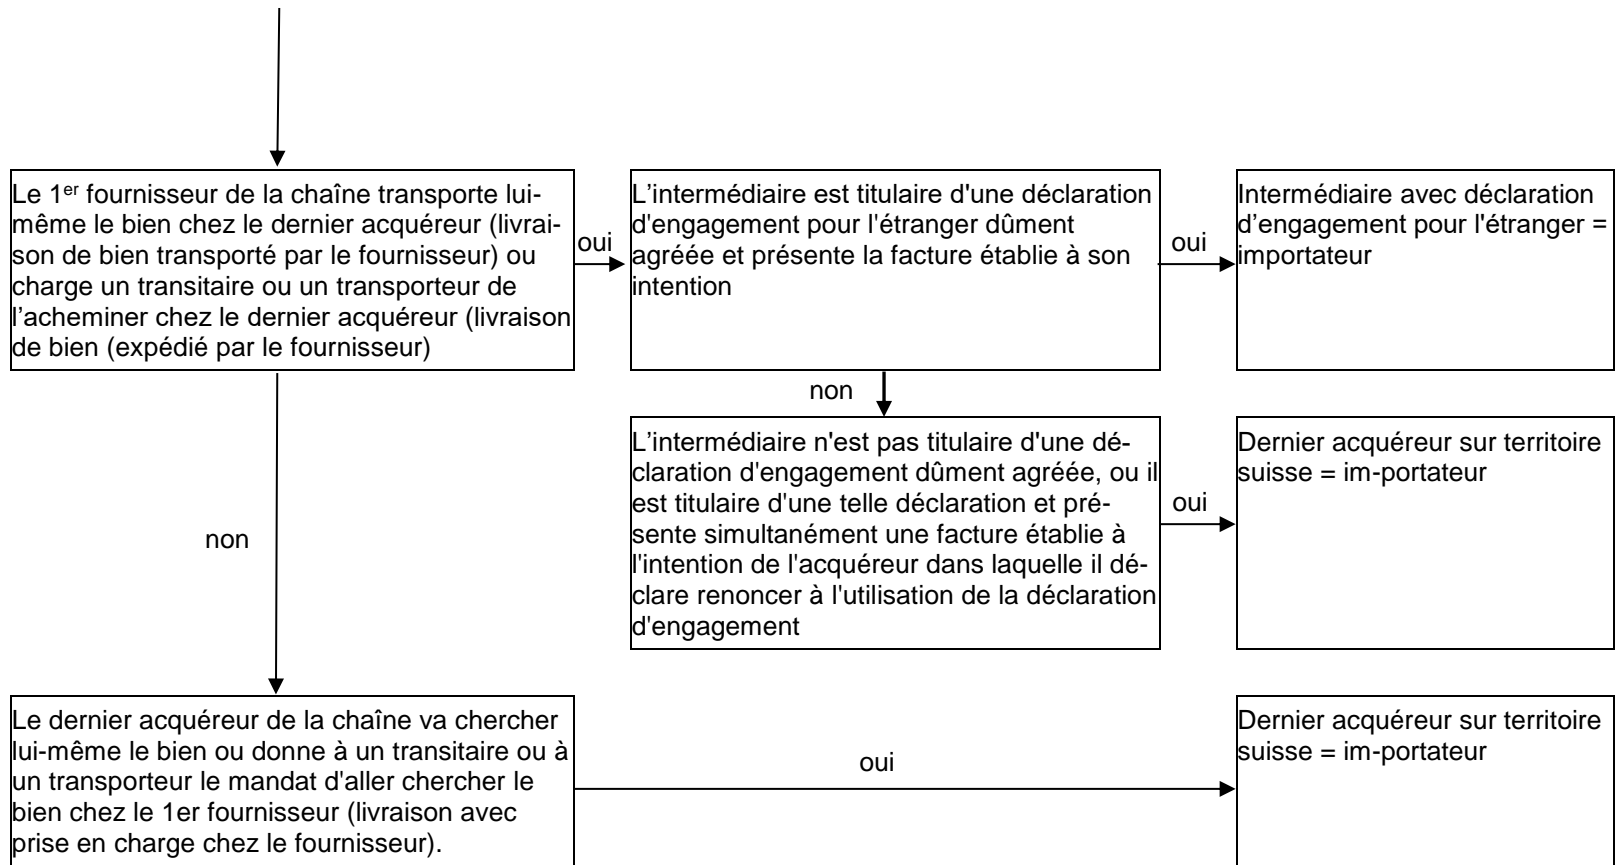 Le 1er fournisseur de la chaîne transporte lui-
même le bien chez le dernier acquéreur (livrai-
son de bien transporté par le fournisseur) ou
charge un transitaire ou un transporteur de
l’acheminer chez le dernier acquéreur (livraison
de bien (expédié par le fournisseur)
oui
L’intermédiaire est titulaire d'une déclaration
d'engagement pour l'étranger dûment
agréée et présente la facture établie à son
intention
oui
Intermédiaire avec déclaration
d’engagement pour l'étranger =
importateur
non
L’intermédiaire n'est pas titulaire d'une dé-
claration d'engagement dûment agréée, ou il
est titulaire d'une telle déclaration et pré-
sente simultanément une facture établie à
l'intention de l'acquéreur dans laquelle il dé-
clare renoncer à l'utilisation de la déclaration
d'engagement
oui
Dernier acquéreur sur territoire
suisse = im-portateur
non
Le dernier acquéreur de la chaîne va chercher
lui-même le bien ou donne à un transitaire ou à
un transporteur le mandat d'aller chercher le
bien chez le 1er fournisseur (livraison avec
prise en charge chez le fournisseur).
oui
Dernier acquéreur sur territoire
suisse = im-portateur